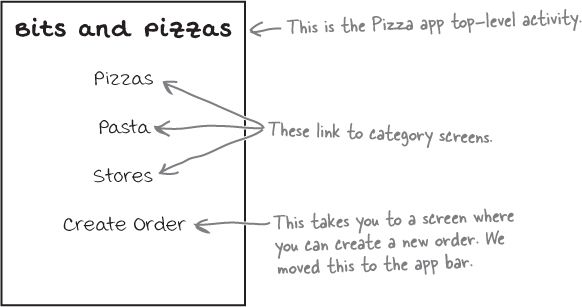 Bits and Pizzas
This is the Pizza app top-level activity.
Pizzas
Pasta
Stores
These link to category screens.
Create Order
This takes you to a screen where
you can create a new order. We
moved this to the app bar.